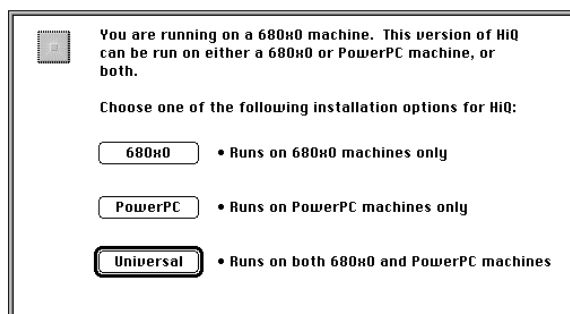 You are running on a 680x0 machine.  This version of HiQ
can be run on either a 680x0 or PowerPC machine, or
both.
Choose one of the following installation options for HiQ:
680x0 • Runs on 680x0 machines only
PowerPC • Runs on PowerPC machines only
Universal • Runs on both 680x0 and PowerPC machines